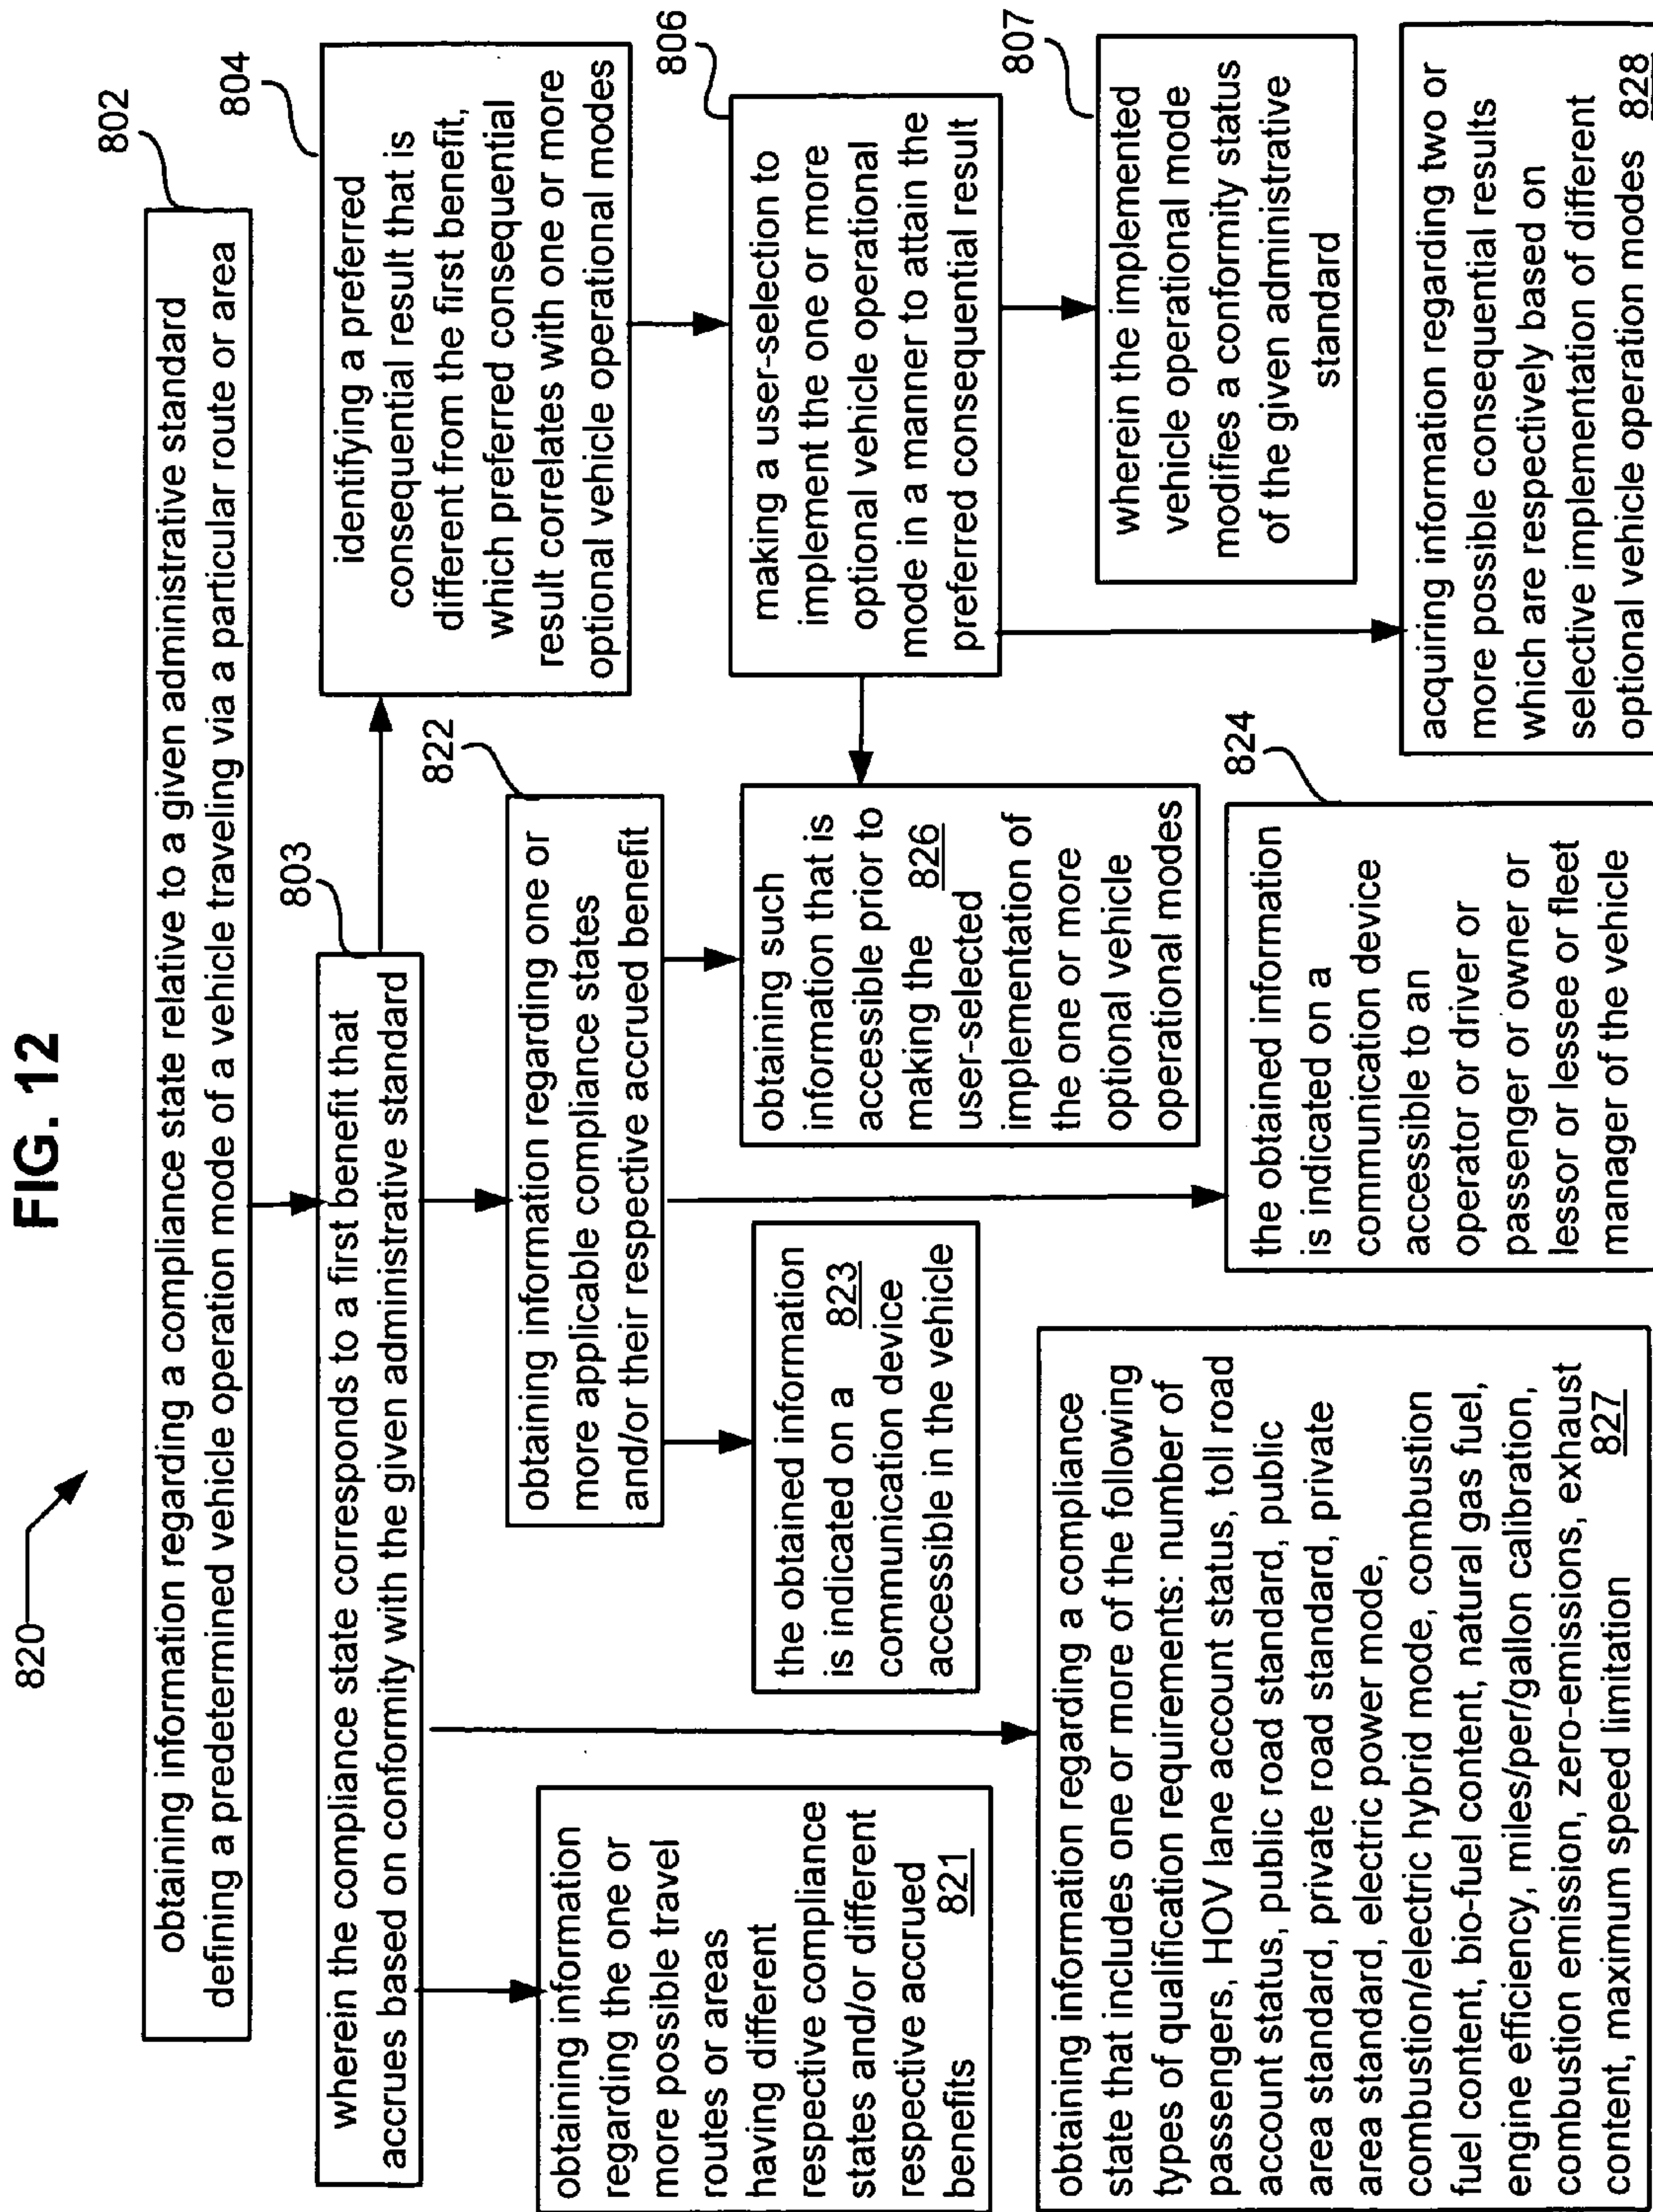 FIG. 12
820
802
obtaining information regarding a compliance state relative to a given administrative standard
defining a predetermined vehicle operation mode of a vehicle traveling via a particular route or area
803
wherein the compliance state corresponds to a first benefit that
accrues based on conformity with the given administrative standard
804
identifying a preferred
consequential result that is
different from the first benefit,
which preferred consequential
result correlates with one or more
optional vehicle operational modes
822
obtaining information regarding one or
more applicable compliance states
and/or their respective accrued benefit
806
making a user-selection to
implement the one or more
optional vehicle operational
mode in a manner to attain the
preferred consequential result
821
obtaining information
regarding the one or
more possible travel
routes or areas
having different
respective compliance
states and/or different
respective accrued
benefits
the obtained information
is indicated on a 823
communication device
accessible in the vehicle
obtaining such
information that is
accessible prior to
making the 826
user-selected
implementation of
the one or more
optional vehicle
operational modes
807
wherein the implemented
vehicle operational mode
modifies a conformity status
of the given administrative
standard
obtaining information regarding a compliance
state that includes one or more of the following
types of qualification requirements: number of
passengers, HOV lane account status, toll road
account status, public road standard, public
area standard, private road standard, private
area standard, electric power mode,
combustion/electric hybrid mode, combustion
fuel content, bio-fuel content, natural gas fuel,
engine efficiency, miles/per/gallon calibration,
combustion emission, zero-emissions, exhaust
content, maximum speed limitation 827
824
the obtained information
is indicated on a
communication device
accessible to an
operator or driver or
passenger or owner or
lessor or lessee or fleet
manager of the vehicle
acquiring information regarding two or
more possible consequential results
which are respectively based on
selective implementation of different
optional vehicle operation modes 828